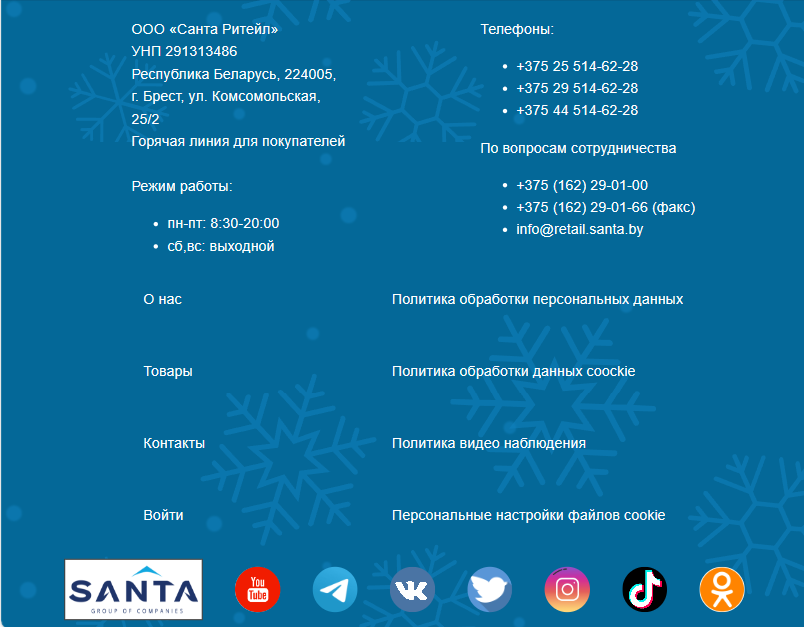 ООО «Санта Ритейл»
УНП 291313486
Республика Беларусь, 224005,
г. Брест, ул. Комсомольская,
25/2
Горячая линия для покупателей
Режим работы:
пн-пт: 8:30-20:00
сб,вс: выходной
Телефоны:
+375 25 514-62-28
+375 29 514-62-28
+375 44 514-62-28
По вопросам сотрудничества
+375 (162) 29-01-00
+375 (162) 29-01-66 (факс)
info@retail.santa.by
О нас
Политика обработки персональных данных
Товары
Политика обработки данных coockie
Контакты
Политика видео наблюдения
Войти
Персональные настройки файлов cookie
SANTA
GROUP OF COMPANIES
You
Tube